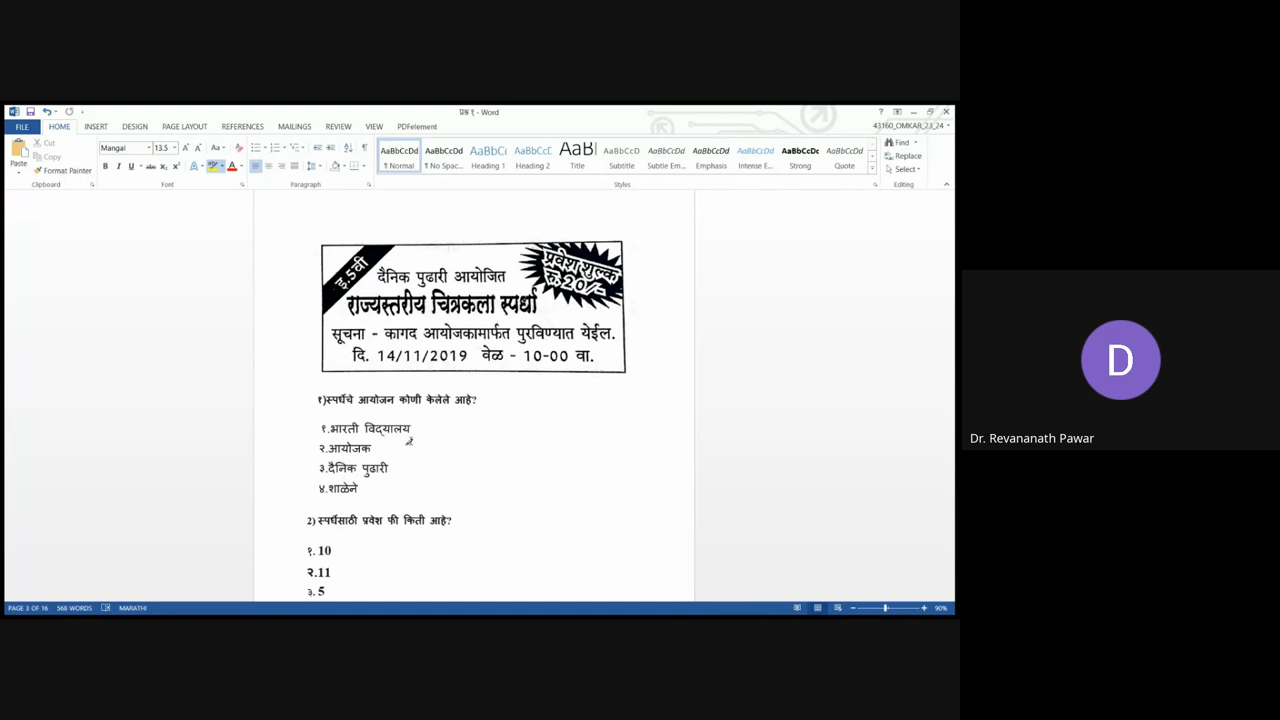 प्रश्न १ - Word
43160_OMKAR_23_24
FILE HOME INSERT DESIGN PAGE LAYOUT REFERENCES MAILINGS REVIEW VIEW PDFelement
Paste
Cut
Copy
Format Painter
Clipboard
Mangal 13.5
Font
Paragraph
AaBbCcDd AaBbCcDd AaBbC( AaBbCcC AaBl AaBbCcD AaBbCcDd AaBbCcDd AaBbCcDd AaBbCcDc AaBbCcDd
¶ Normal ¶ No Spac... Heading 1 Heading 2 Title Subtitle Subtle Em... Emphasis Intense E... Strong Quote
Styles
Find
Replace
Select
Editing
इ.5वी
प्रवेश शुल्क
रु.20/-
दैनिक पुढारी आयोजित
राज्यस्तरीय चित्रकला स्पर्धा
सूचना - कागद आयोजकामार्फत पुरविण्यात येईल.
दि. 14/11/2019 वेळ - 10-00 वा.
१)स्पर्धेचे आयोजन कोणी केलेले आहे?
१.भारती विद्यालय
२.आयोजक
३.दैनिक पुढारी
४.शाळेने
2) स्पर्धेसाठी प्रवेश फी किती आहे?
१. 10
२.11
३. 5
PAGE 3 OF 16 568 WORDS MARATHI
90%
D
Dr. Revananath Pawar